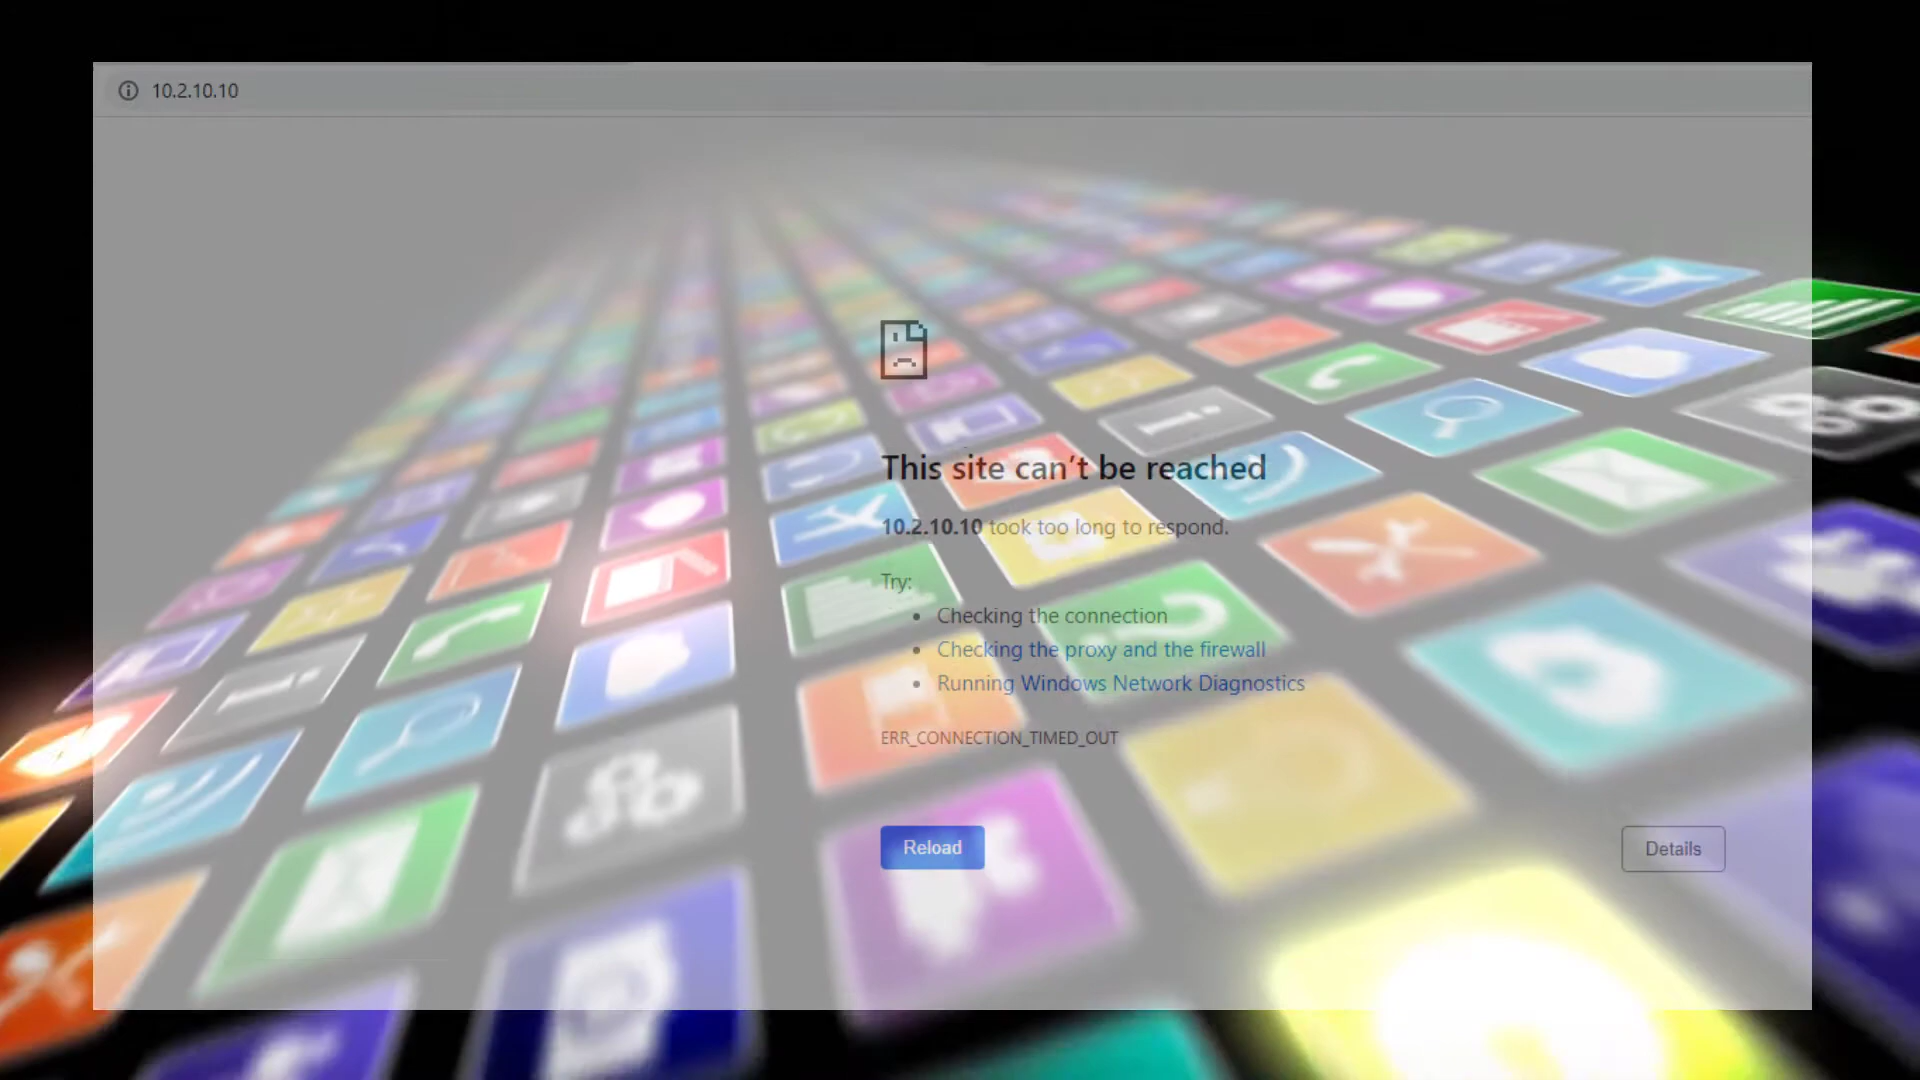 10.2.10.10
This site can’t be reached
10.2.10.10 took too long to respond.
Try:
Checking the connection
Checking the proxy and the firewall
Running Windows Network Diagnostics
ERR_CONNECTION_TIMED_OUT
Reload
Details